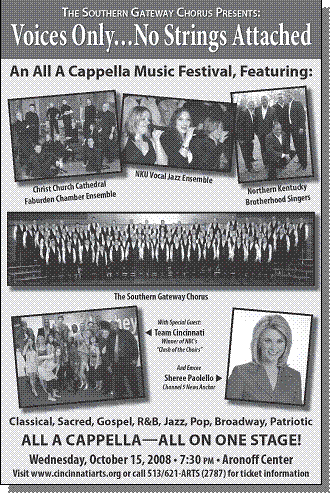 THE SOUTHERN GATEWAY CHORUS PRESENTS:
Voices Only...No Strings Attached
An All A Cappella Music Festival, Featuring:
Christ Church Cathedral
Faburden Chamber Ensemble
NKU Vocal Jazz Ensemble
Northern Kentucky
Brotherhood Singers
The Southern Gateway Chorus
With Special Guest:
Team Cincinnati
Winner of NBC's
"Clash of the Choirs"
And Emcee
Sheree Paolello
Channel 5 News Anchor
Classical, Sacred, Gospel, R&B, Jazz, Pop, Broadway, Patriotic
ALL A CAPPELLA—ALL ON ONE STAGE!
Wednesday, October 15, 2008 • 7:30 PM • Aronoff Center
Visit www.cincinnatiarts.org or call 513/621-ARTS (2787) for ticket information